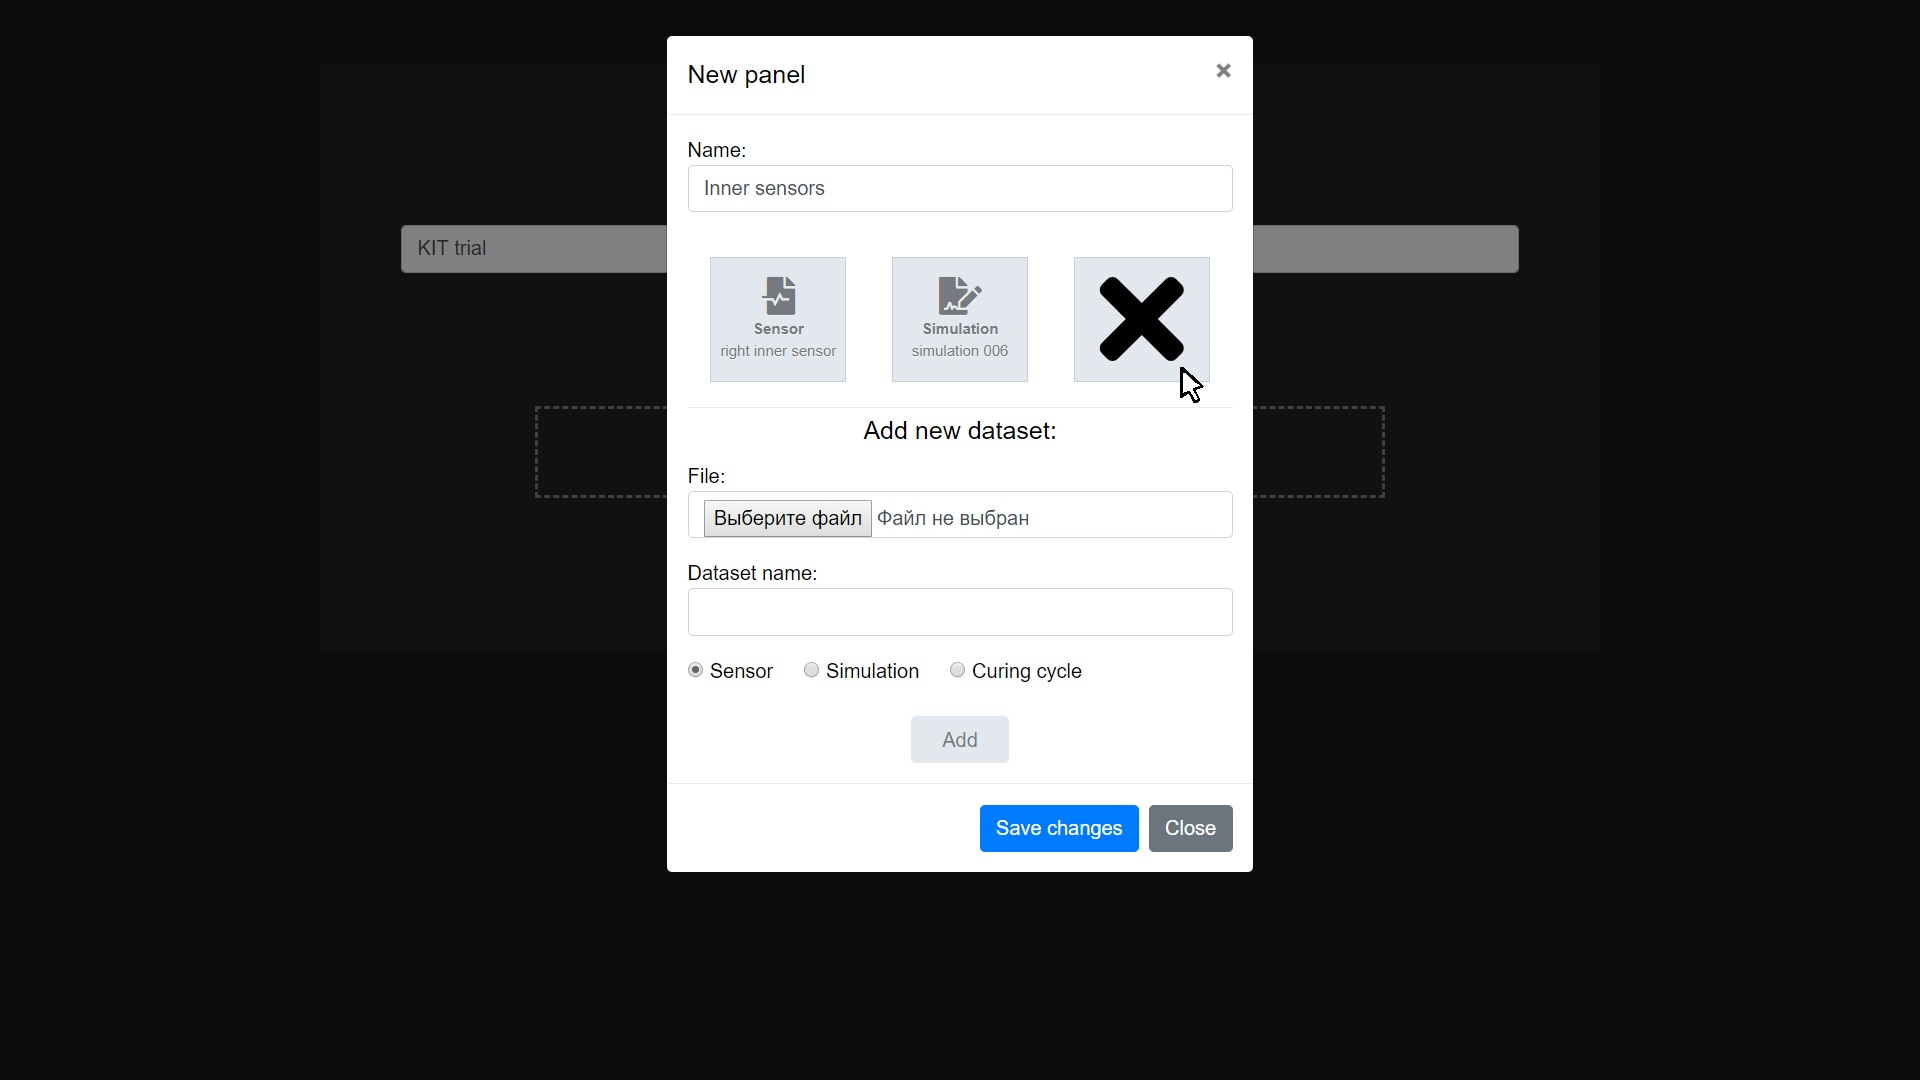 New panel
Name:
Inner sensors
KIT trial
Sensor
right inner sensor
Simulation
simulation 006
Add new dataset:
File:
Выберите файл Файл не выбран
Dataset name:
Sensor Simulation Curing cycle
Add
Save changes Close